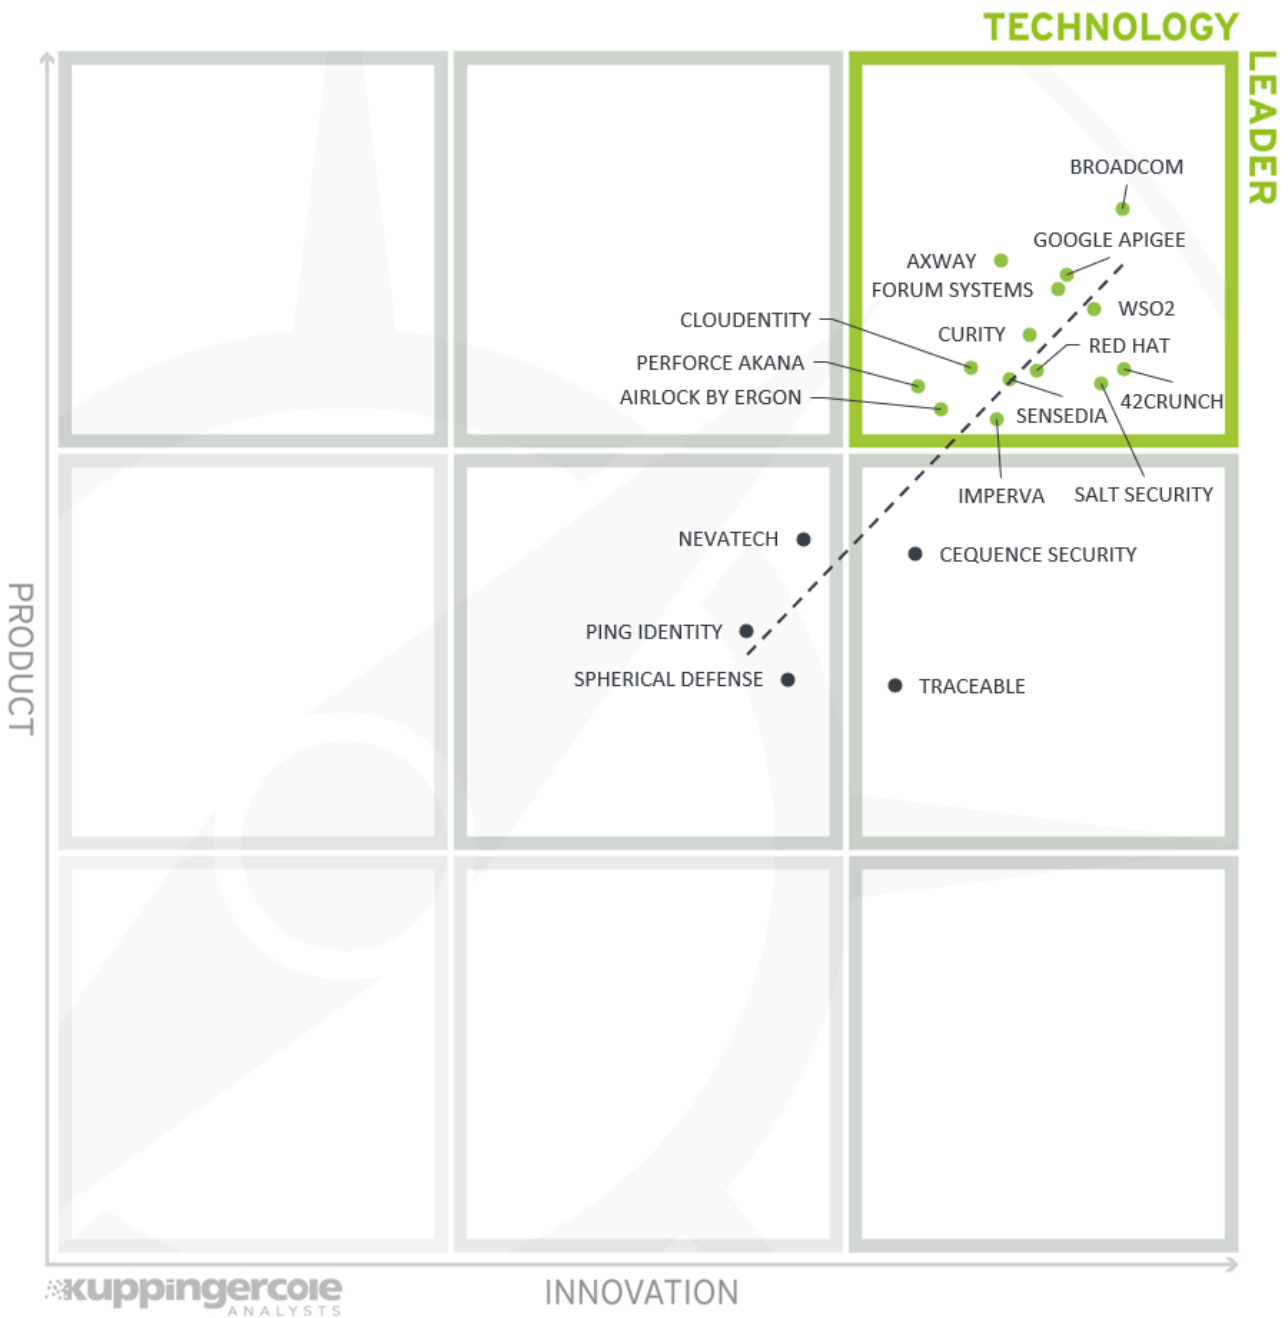 TECHNOLOGY
LEADER
BROADCOM
GOOGLE APIGEE
AXWAY
FORUM SYSTEMS
WSO2
CLOUDENTITY
CURITY
RED HAT
PERFORCE AKANA
AIRLOCK BY ERGON
42CRUNCH
SENSEDIA
IMPERVA
SALT SECURITY
NEVATECH
CEQUENCE SECURITY
PING IDENTITY
SPHERICAL DEFENSE
TRACEABLE
PRODUCT
INNOVATION
kuppingercole
ANALYSTS